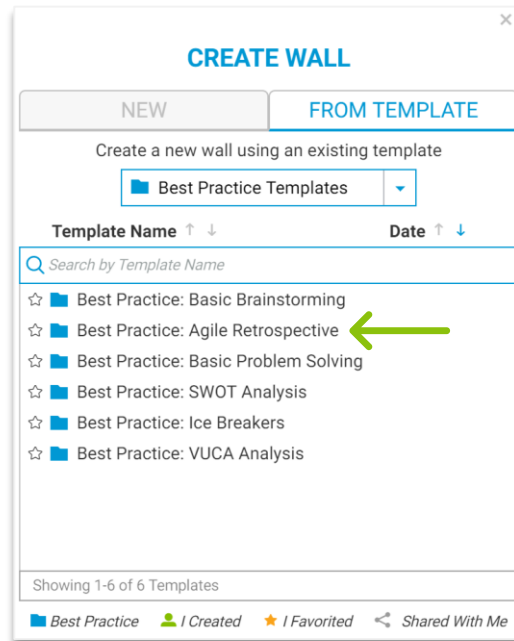 CREATE WALL
NEW
FROM TEMPLATE
Create a new wall using an existing template
Best Practice Templates
Template Name ↑ ↓ Date ↑ ↓
Search by Template Name
Best Practice: Basic Brainstorming
Best Practice: Agile Retrospective
Best Practice: Basic Problem Solving
Best Practice: SWOT Analysis
Best Practice: Ice Breakers
Best Practice: VUCA Analysis
Showing 1-6 of 6 Templates
Best Practice I Created I Favorited Shared With Me